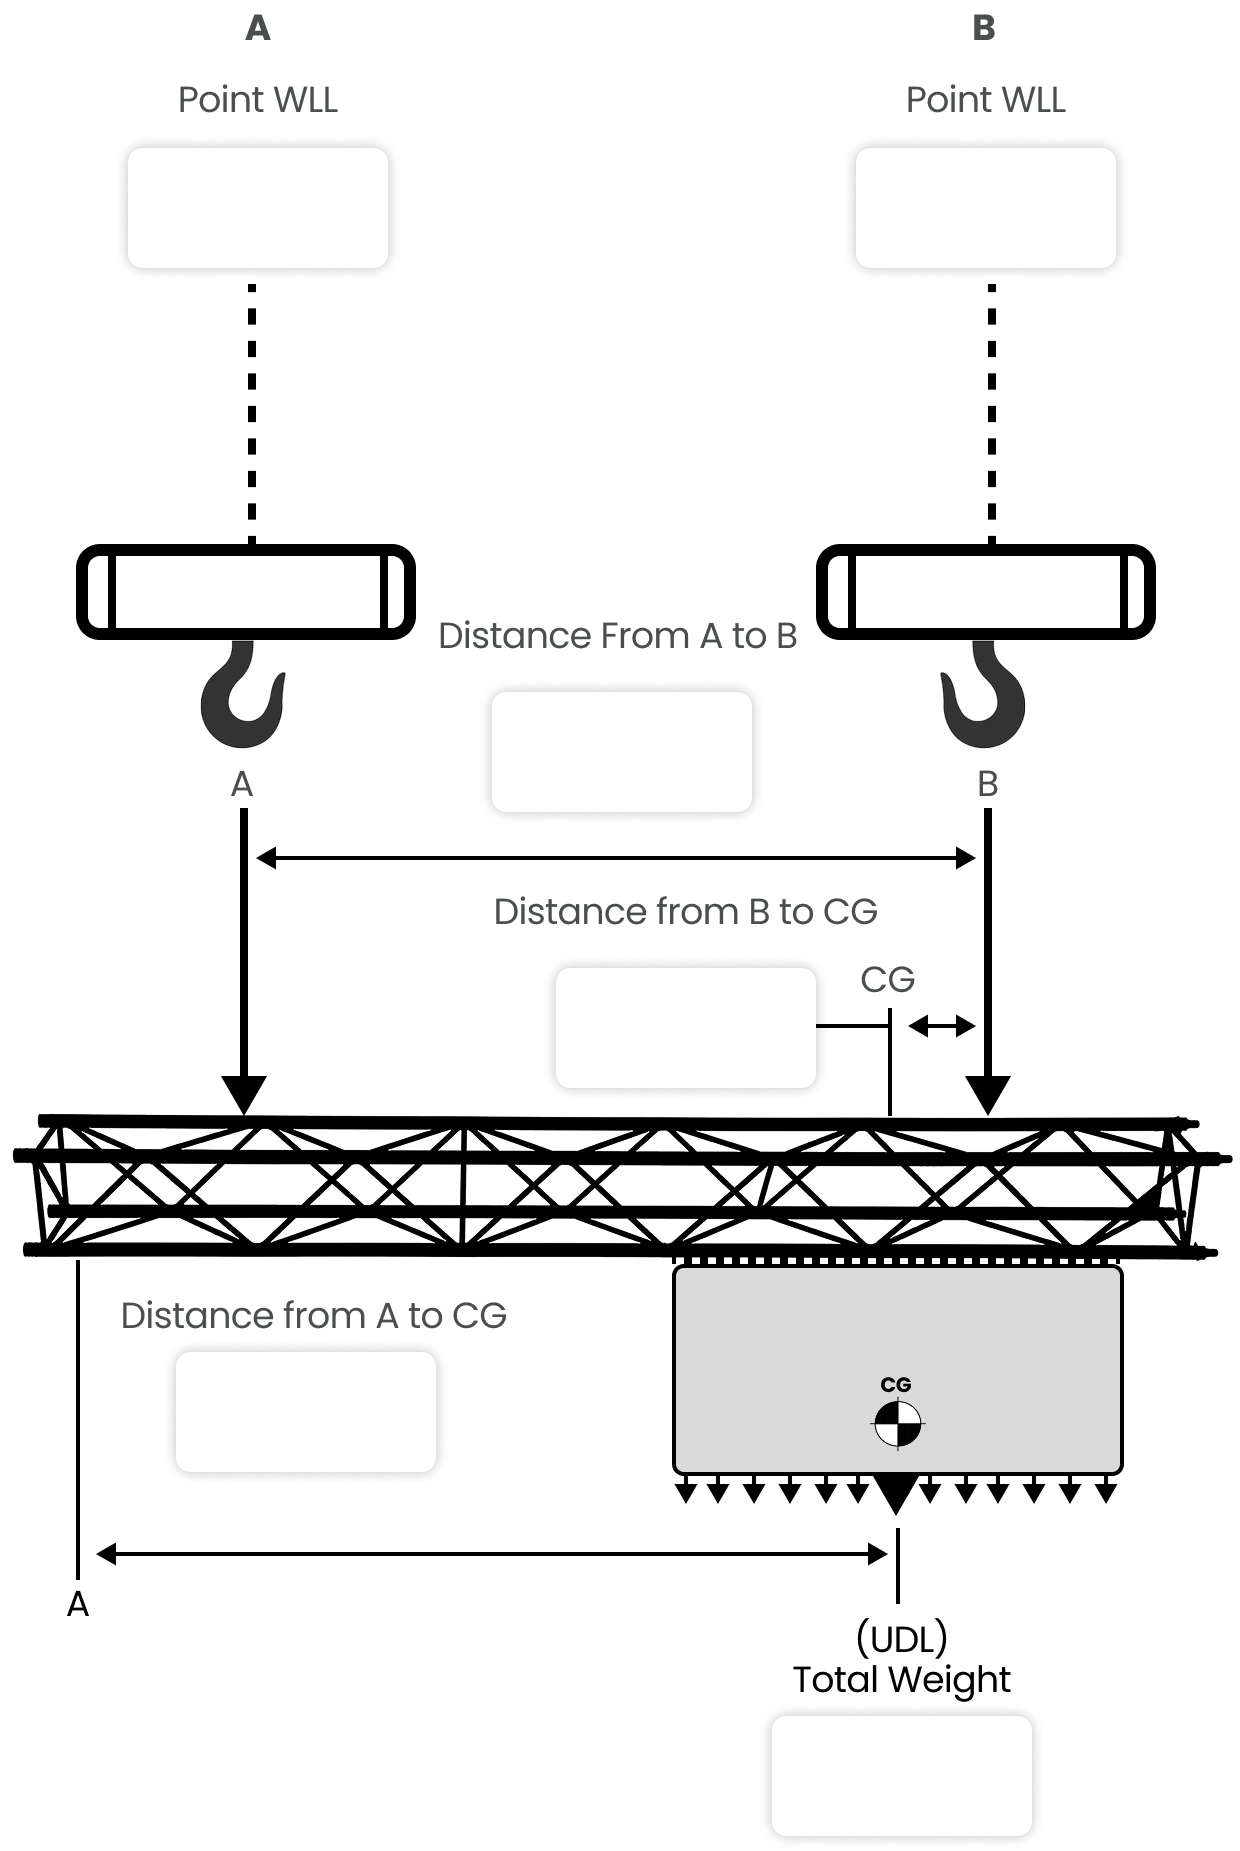 A
B
Point WLL
Point WLL
Distance From A to B
A
B
Distance from B to CG
CG
Distance from A to CG
CG
A
(UDL)
Total Weight